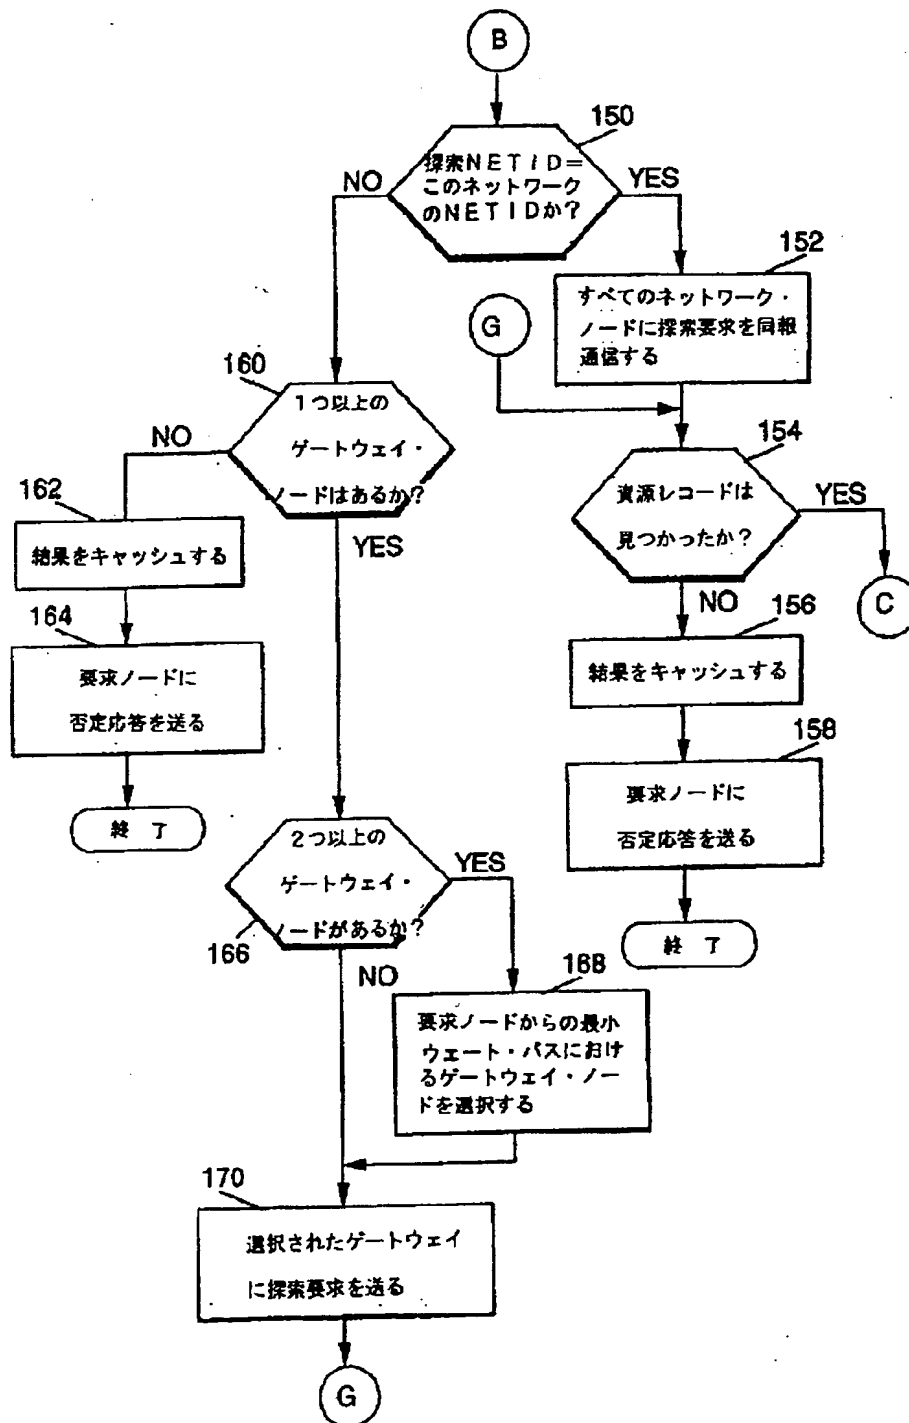 B
150
探索NETID=
このネットワーク
のNETIDか?
NO
YES
152
すべてのネットワーク・
ノードに探索要求を同報
通信する
G
160
1つ以上の
ゲートウェイ・
ノードはあるか?
NO
YES
154
資源レコードは
見つかったか?
YES
NO
C
162
結果をキャッシュする
164
要求ノードに
否定応答を送る
終 了
156
結果をキャッシュする
158
要求ノードに
否定応答を送る
終 了
2つ以上の
ゲートウェイ・
ノードがあるか?
166
YES
NO
168
要求ノードからの最小
ウェート・パスにおけ
るゲートウェイ・ノー
ドを選択する
170
選択されたゲートウェイ
に探索要求を送る
G